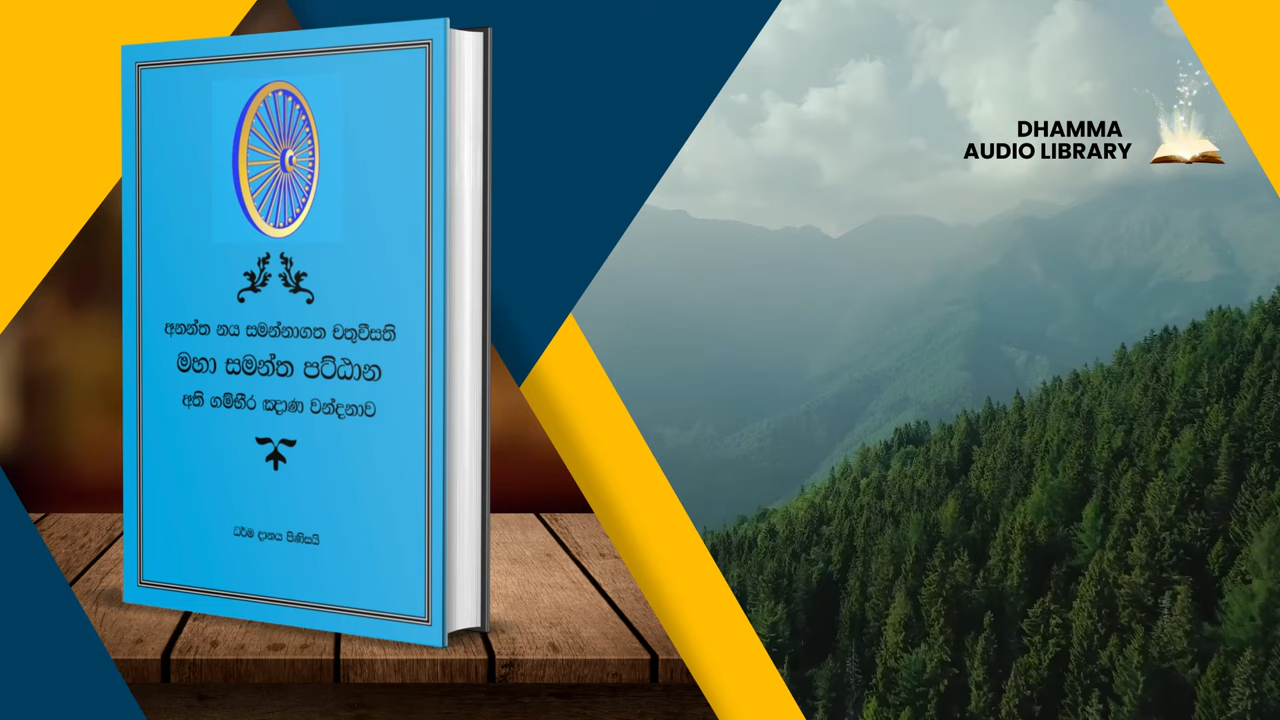 අනන්ත නය සමන්නාගත චතුවීසති
මහා සමන්ත පට්ඨාන
අති ගම්භීර ඤාණ වන්දනාව
ධර්ම දානය පිණිසයි
DHAMMA
AUDIO LIBRARY